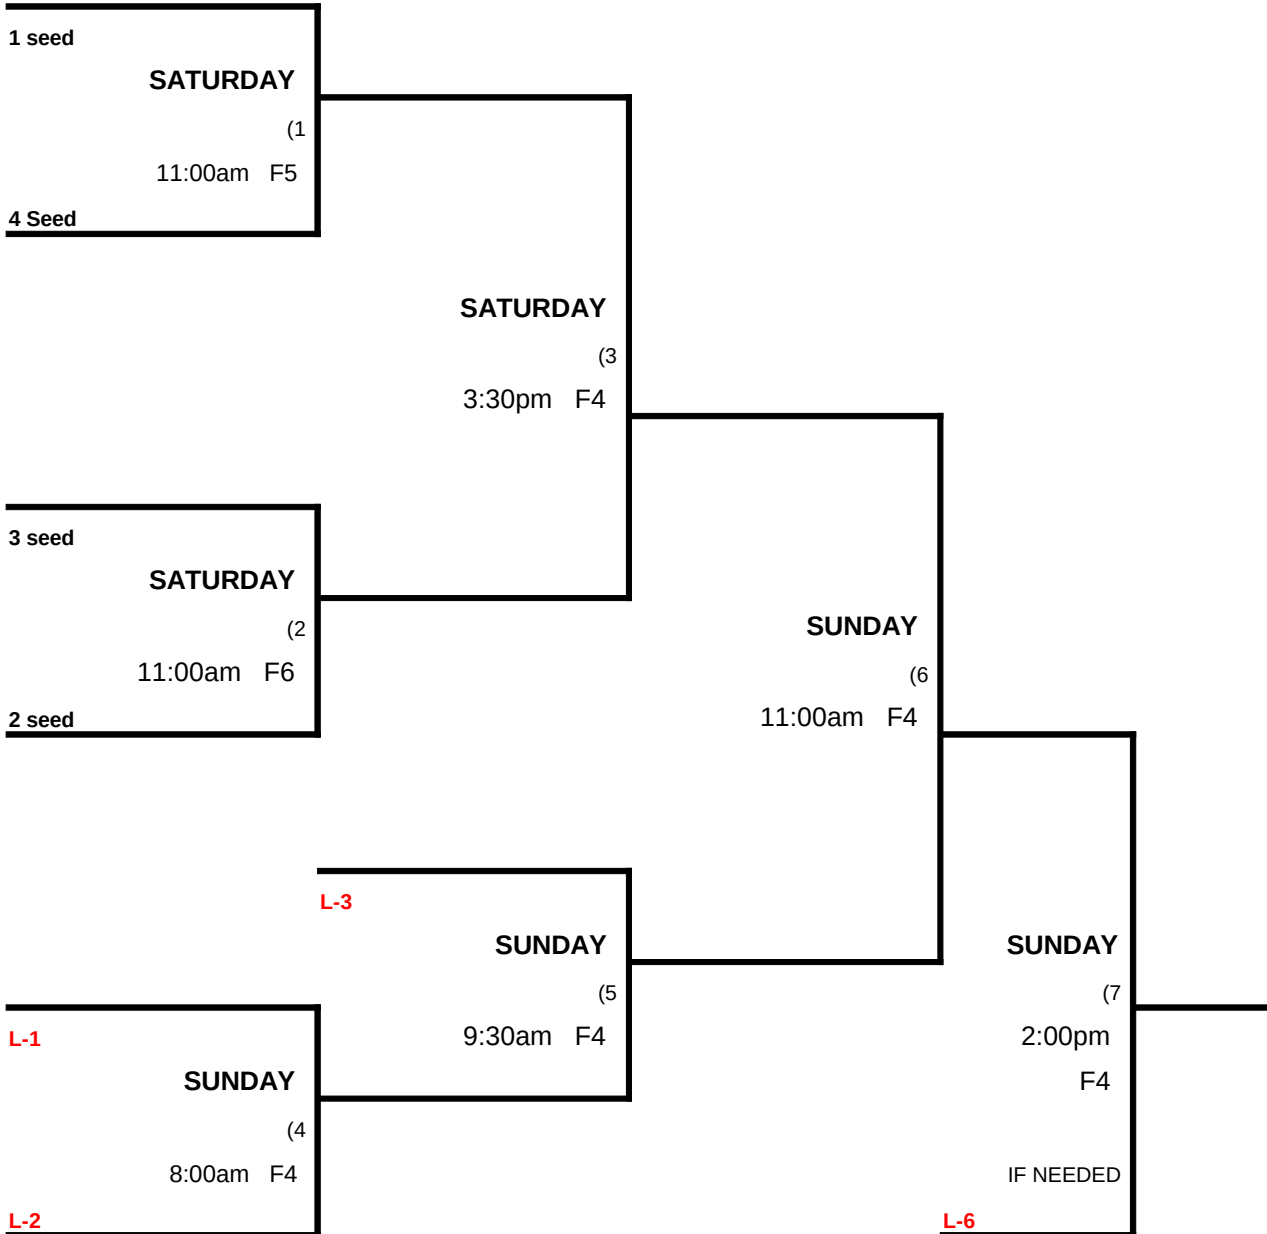 1 seed
SATURDAY
(1
11:00am F5
4 Seed
SATURDAY
(3
3:30pm F4
3 seed
SATURDAY
(2
11:00am F6
2 seed
SUNDAY
(6
11:00am F4
L-3
SUNDAY
(5
9:30am F4
L-1
SUNDAY
(4
8:00am F4
L-2
SUNDAY
(7
2:00pm
F4
IF NEEDED
L-6